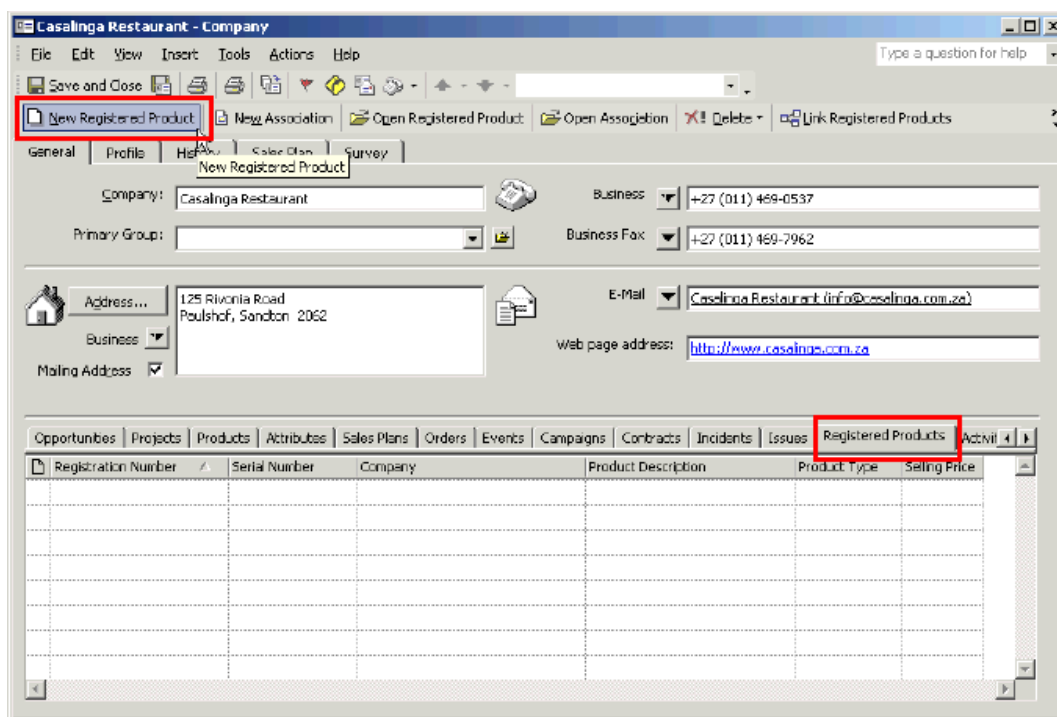 Casalinga Restaurant - Company
File Edit View Insert Tools Actions Help Type a question for help
Save and Close
New Registered Product New Association Open Registered Product Open Association Delete Link Registered Products
General Profile History Sales Plan Survey
New Registered Product
Company: Casalinga Restaurant Business +27 (011) 469-0537
Primary Group: Business Fax +27 (011) 469-7962
Address... 125 Rivonia Road E-Mail Casalinga Restaurant (info@casalinga.com.za)
Paulshof, Sandton 2062
Business Web page address: http://www.casalinga.com.za
Mailing Address
Opportunities Projects Products Attributes Sales Plans Orders Events Campaigns Contracts Incidents Issues Registered Products Activit
Registration Number Serial Number Company Product Description Product Type Selling Price